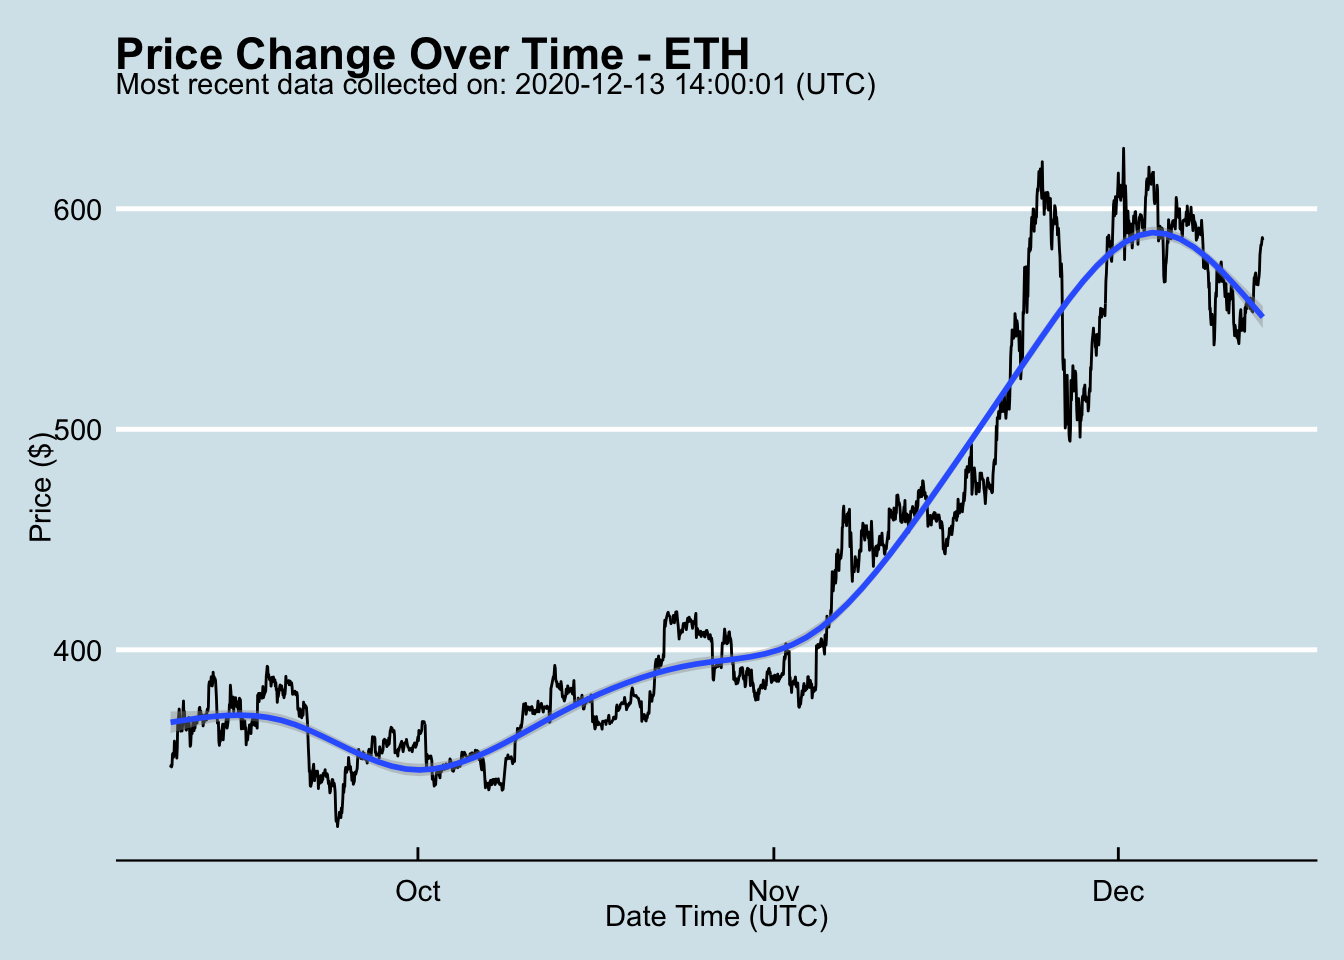 Price Change Over Time - ETH
Most recent data collected on: 2020-12-13 14:00:01 (UTC)
600
500
400
Price ($)
Oct
Nov
Dec
Date Time (UTC)